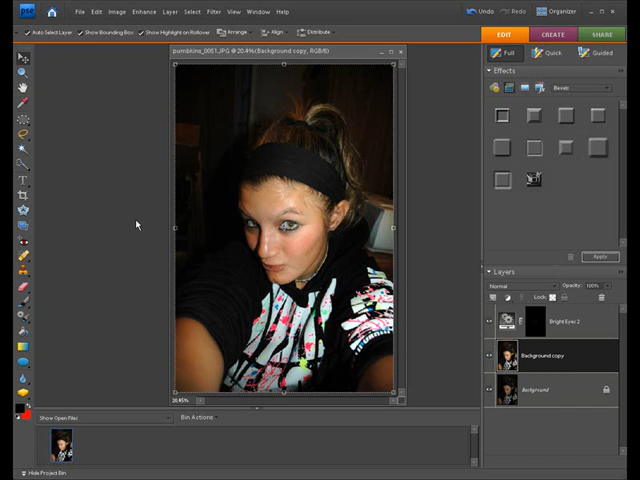 pse File Edit Image Enhance Layer Select Filter View Window Help Undo Redo Organizer
Auto Select Layer Show Bounding Box Show Highlight on Rollover Arrange Align Distribute
EDIT CREATE SHARE
pumbkins_0051.JPG @ 20.4%(Background copy, RGB/8)
Full Quick Guided
Effects
Bevels
Apply
Layers
Normal Opacity: 100%
Lock:
Bright Eyes 2
Background copy
Background
20.45%
Show Open Files Bin Actions
Hide Project Bin